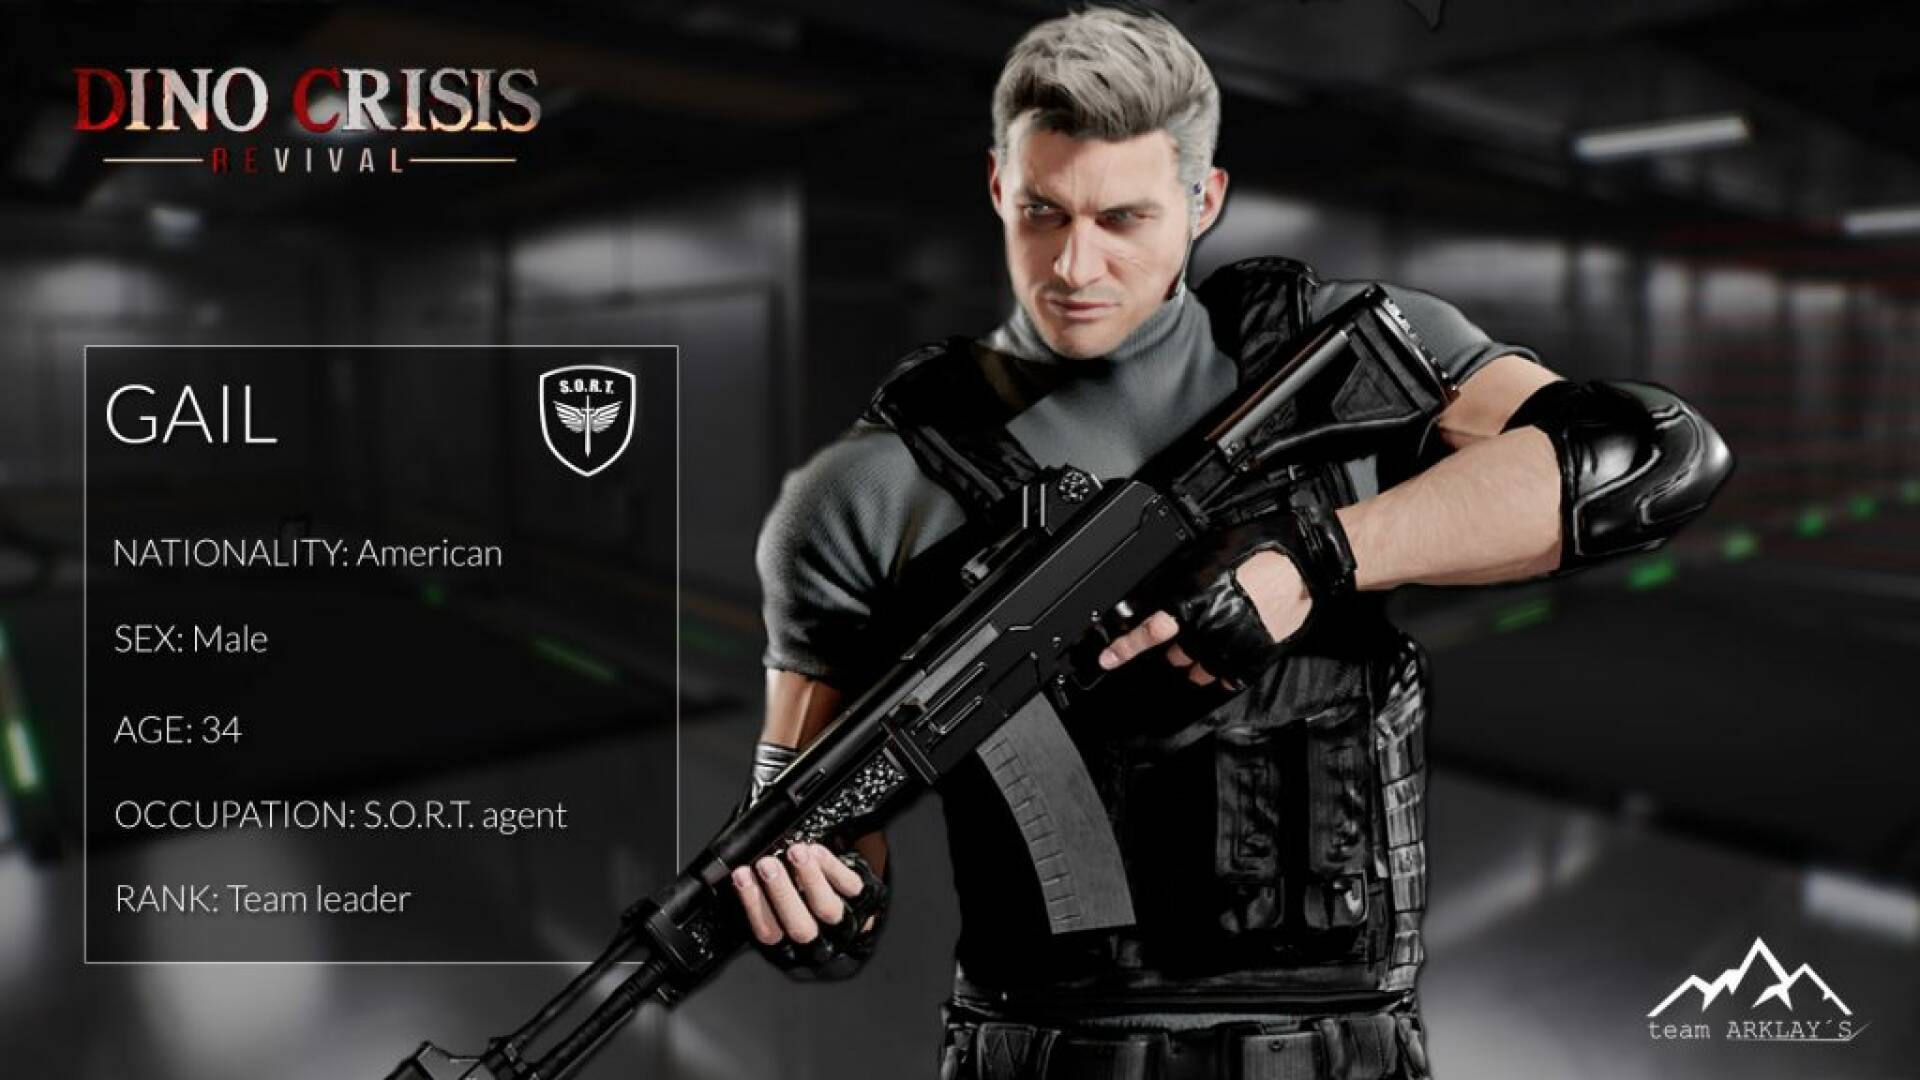 DINO CRISIS
REVIVAL
GAIL
S.O.R.T.
NATIONALITY: American
SEX: Male
AGE: 34
OCCUPATION: S.O.R.T. agent
RANK: Team leader
team ARKLAY´S